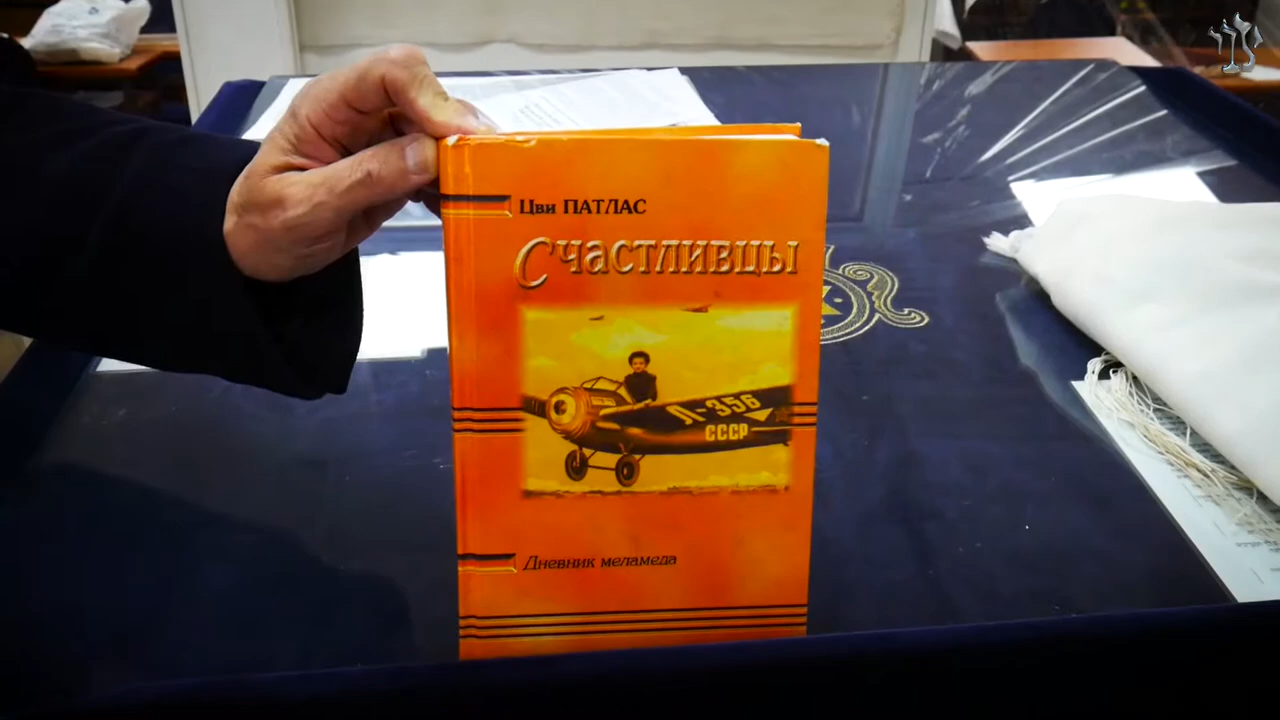 Цви ПАТЛАС
Счастливцы
Л-356
СССР
Дневник меламеда